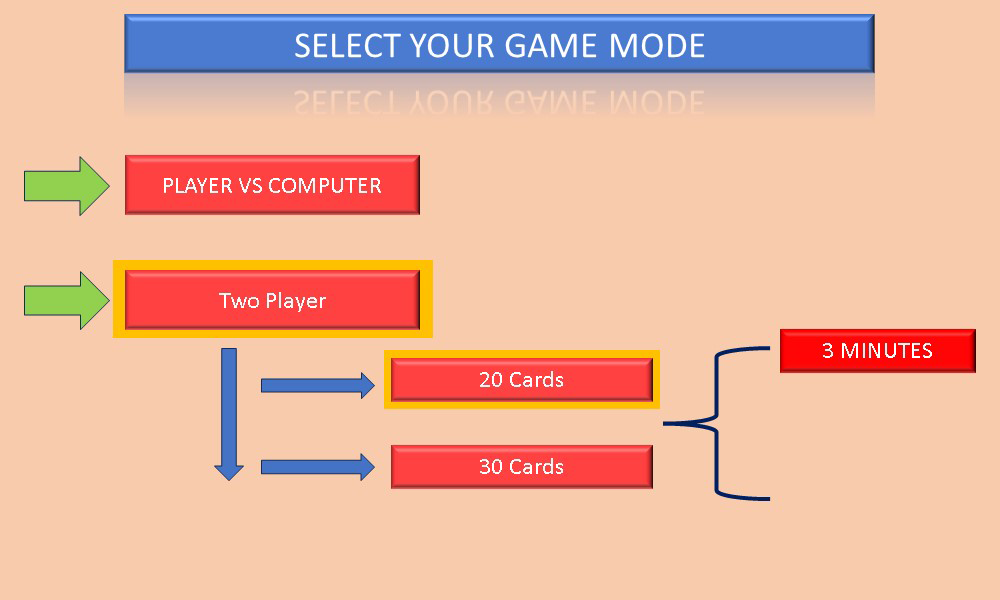 SELECT YOUR GAME MODE
PLAYER VS COMPUTER
Two Player
3 MINUTES
20 Cards
30 Cards